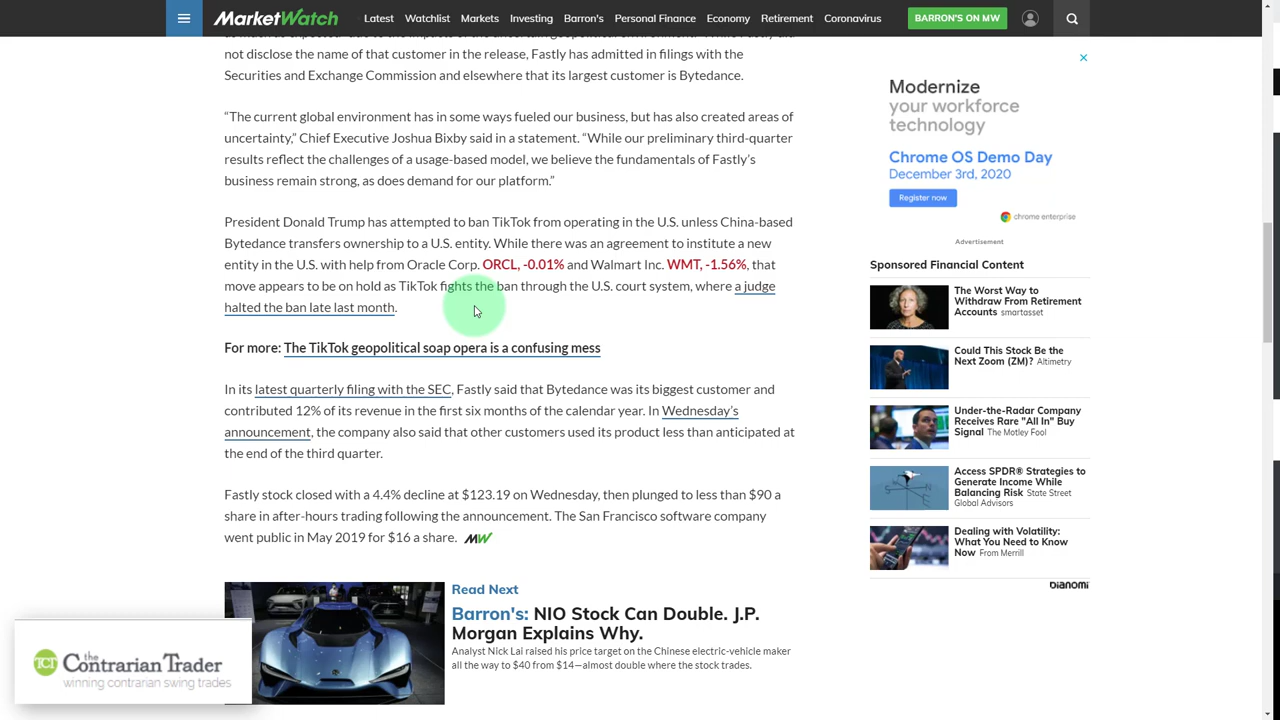 MarketWatch Latest Watchlist Markets Investing Barron's Personal Finance Economy Retirement Coronavirus BARRON'S ON MW
not disclose the name of that customer in the release, Fastly has admitted in filings with the
Securities and Exchange Commission and elsewhere that its largest customer is Bytedance.
“The current global environment has in some ways fueled our business, but has also created areas of
uncertainty,” Chief Executive Joshua Bixby said in a statement. “While our preliminary third-quarter
results reflect the challenges of a usage-based model, we believe the fundamentals of Fastly’s
business remain strong, as does demand for our platform.”
President Donald Trump has attempted to ban TikTok from operating in the U.S. unless China-based
Bytedance transfers ownership to a U.S. entity. While there was an agreement to institute a new
entity in the U.S. with help from Oracle Corp. ORCL, -0.01% and Walmart Inc. WMT, -1.56%, that
move appears to be on hold as TikTok fights the ban through the U.S. court system, where a judge
halted the ban late last month.
For more: The TikTok geopolitical soap opera is a confusing mess
In its latest quarterly filing with the SEC, Fastly said that Bytedance was its biggest customer and
contributed 12% of its revenue in the first six months of the calendar year. In Wednesday’s
announcement, the company also said that other customers used its product less than anticipated at
the end of the third quarter.
Fastly stock closed with a 4.4% decline at $123.19 on Wednesday, then plunged to less than $90 a
share in after-hours trading following the announcement. The San Francisco software company
went public in May 2019 for $16 a share. MW
Read Next
Barron's: NIO Stock Can Double. J.P.
Morgan Explains Why.
Analyst Nick Lai raised his price target on the Chinese electric-vehicle maker
all the way to $40 from $14—almost double where the stock trades.
TCT the Contrarian Trader
winning contrarian swing trades
Modernize
your workforce
technology
Chrome OS Demo Day
December 3rd, 2020
Register now
chrome enterprise
Advertisement
Sponsored Financial Content
The Worst Way to
Withdraw From Retirement
Accounts smartasset
Could This Stock Be the
Next Zoom (ZM)? Altimetry
Under-the-Radar Company
Receives Rare "All In" Buy
Signal The Motley Fool
Access SPDR® Strategies to
Generate Income While
Balancing Risk State Street
Global Advisors
Dealing with Volatility:
What You Need to Know
Now From Merrill
bianomi